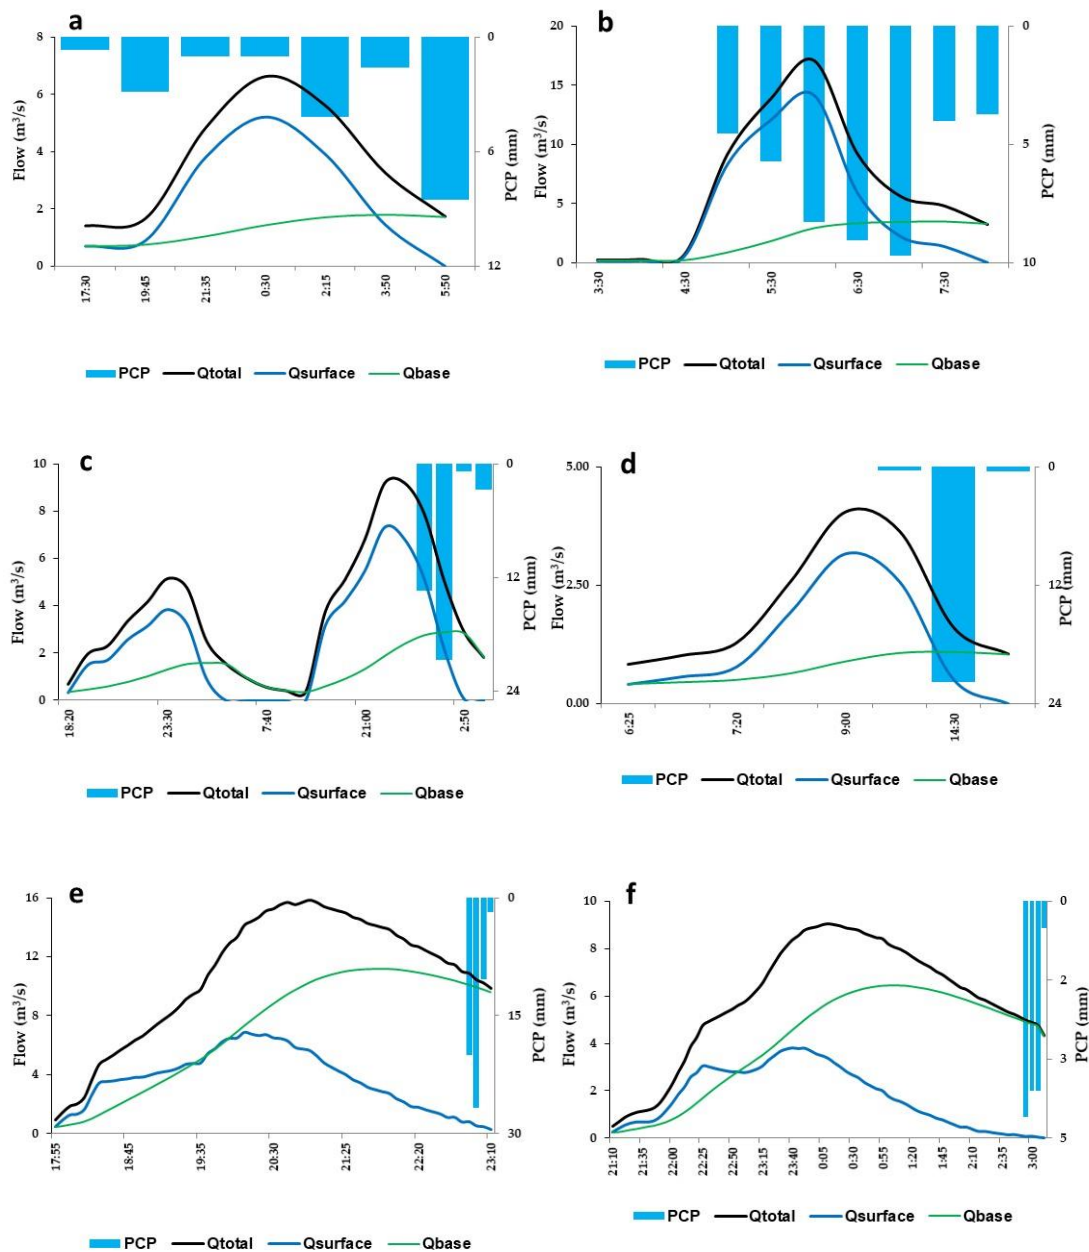 a
8
6
4
2
0
Flow (m³/s)
0
6
12
PCP (mm)
17:30 19:45 21:35 0:30 2:15 3:50 5:50
PCP Qtotal Qsurface Qbase
b
20
15
10
5
0
Flow (m³/s)
0
5
10
PCP (mm)
3:30 4:30 5:30 6:30 7:30
PCP Qtotal Qsurface Qbase
c
10
8
6
4
2
0
Flow (m³/s)
0
12
24
PCP (mm)
18:20 23:30 7:40 21:00 2:50
PCP Qtotal Qsurface Qbase
d
5.00
2.50
0.00
Flow (m³/s)
0
12
24
PCP (mm)
6:25 7:20 9:00 14:30
PCP Qtotal Qsurface Qbase
e
16
12
8
4
0
Flow (m³/s)
0
15
30
PCP (mm)
17:55 18:45 19:35 20:30 21:25 22:20 23:10
PCP Qtotal Qsurface Qbase
f
10
8
6
4
2
0
Flow (m³/s)
0
2
3
5
PCP (mm)
21:10 21:35 22:00 22:25 22:50 23:15 23:40 0:05 0:30 0:55 1:20 1:45 2:10 2:35 3:00
PCP Qtotal Qsurface Qbase